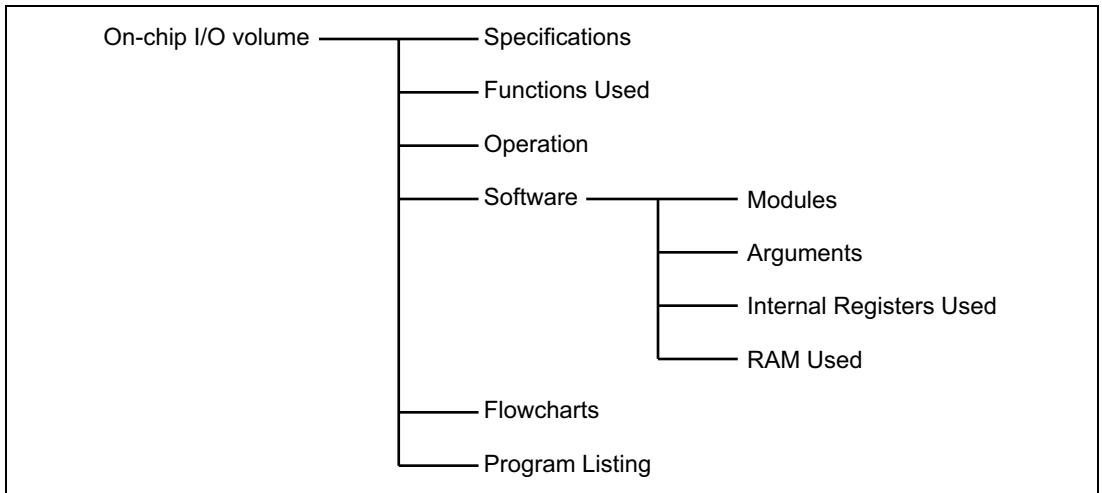 On-chip I/O volume
Specifications
Functions Used
Operation
Software
Modules
Arguments
Internal Registers Used
RAM Used
Flowcharts
Program Listing